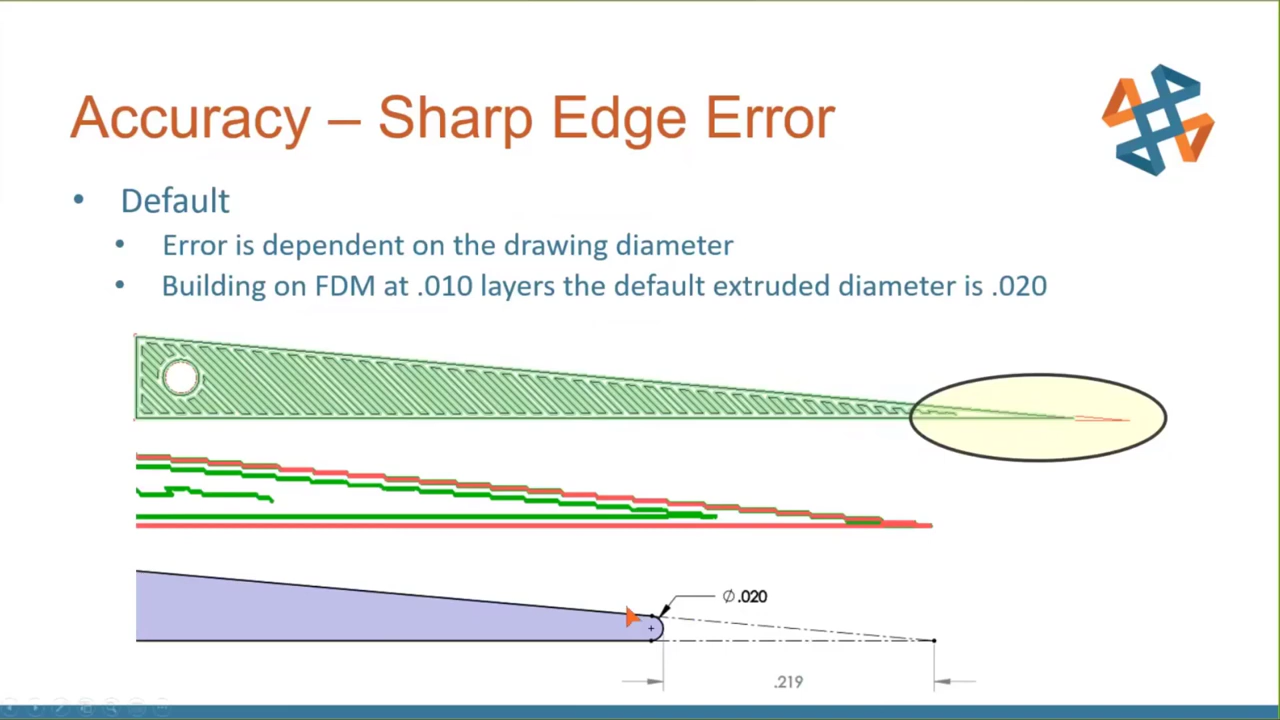 Accuracy – Sharp Edge Error
• Default
• Error is dependent on the drawing diameter
• Building on FDM at .010 layers the default extruded diameter is .020
∅.020
.219